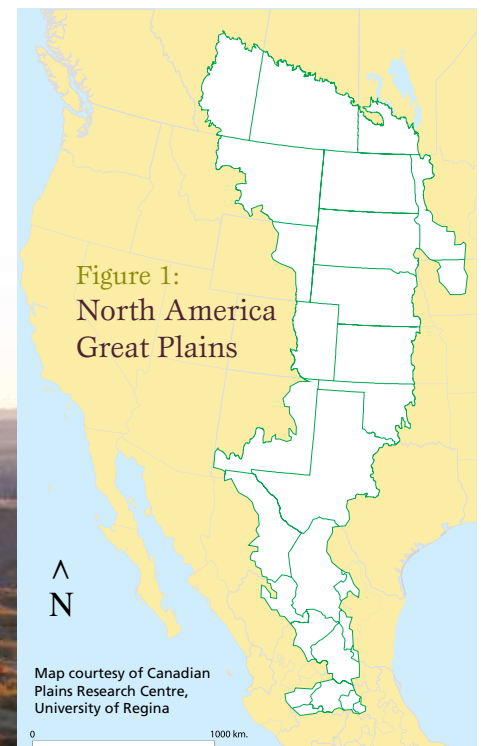 Figure 1:
North America
Great Plains
^
N
Map courtesy of Canadian
Plains Research Centre,
University of Regina
0 1000 km.